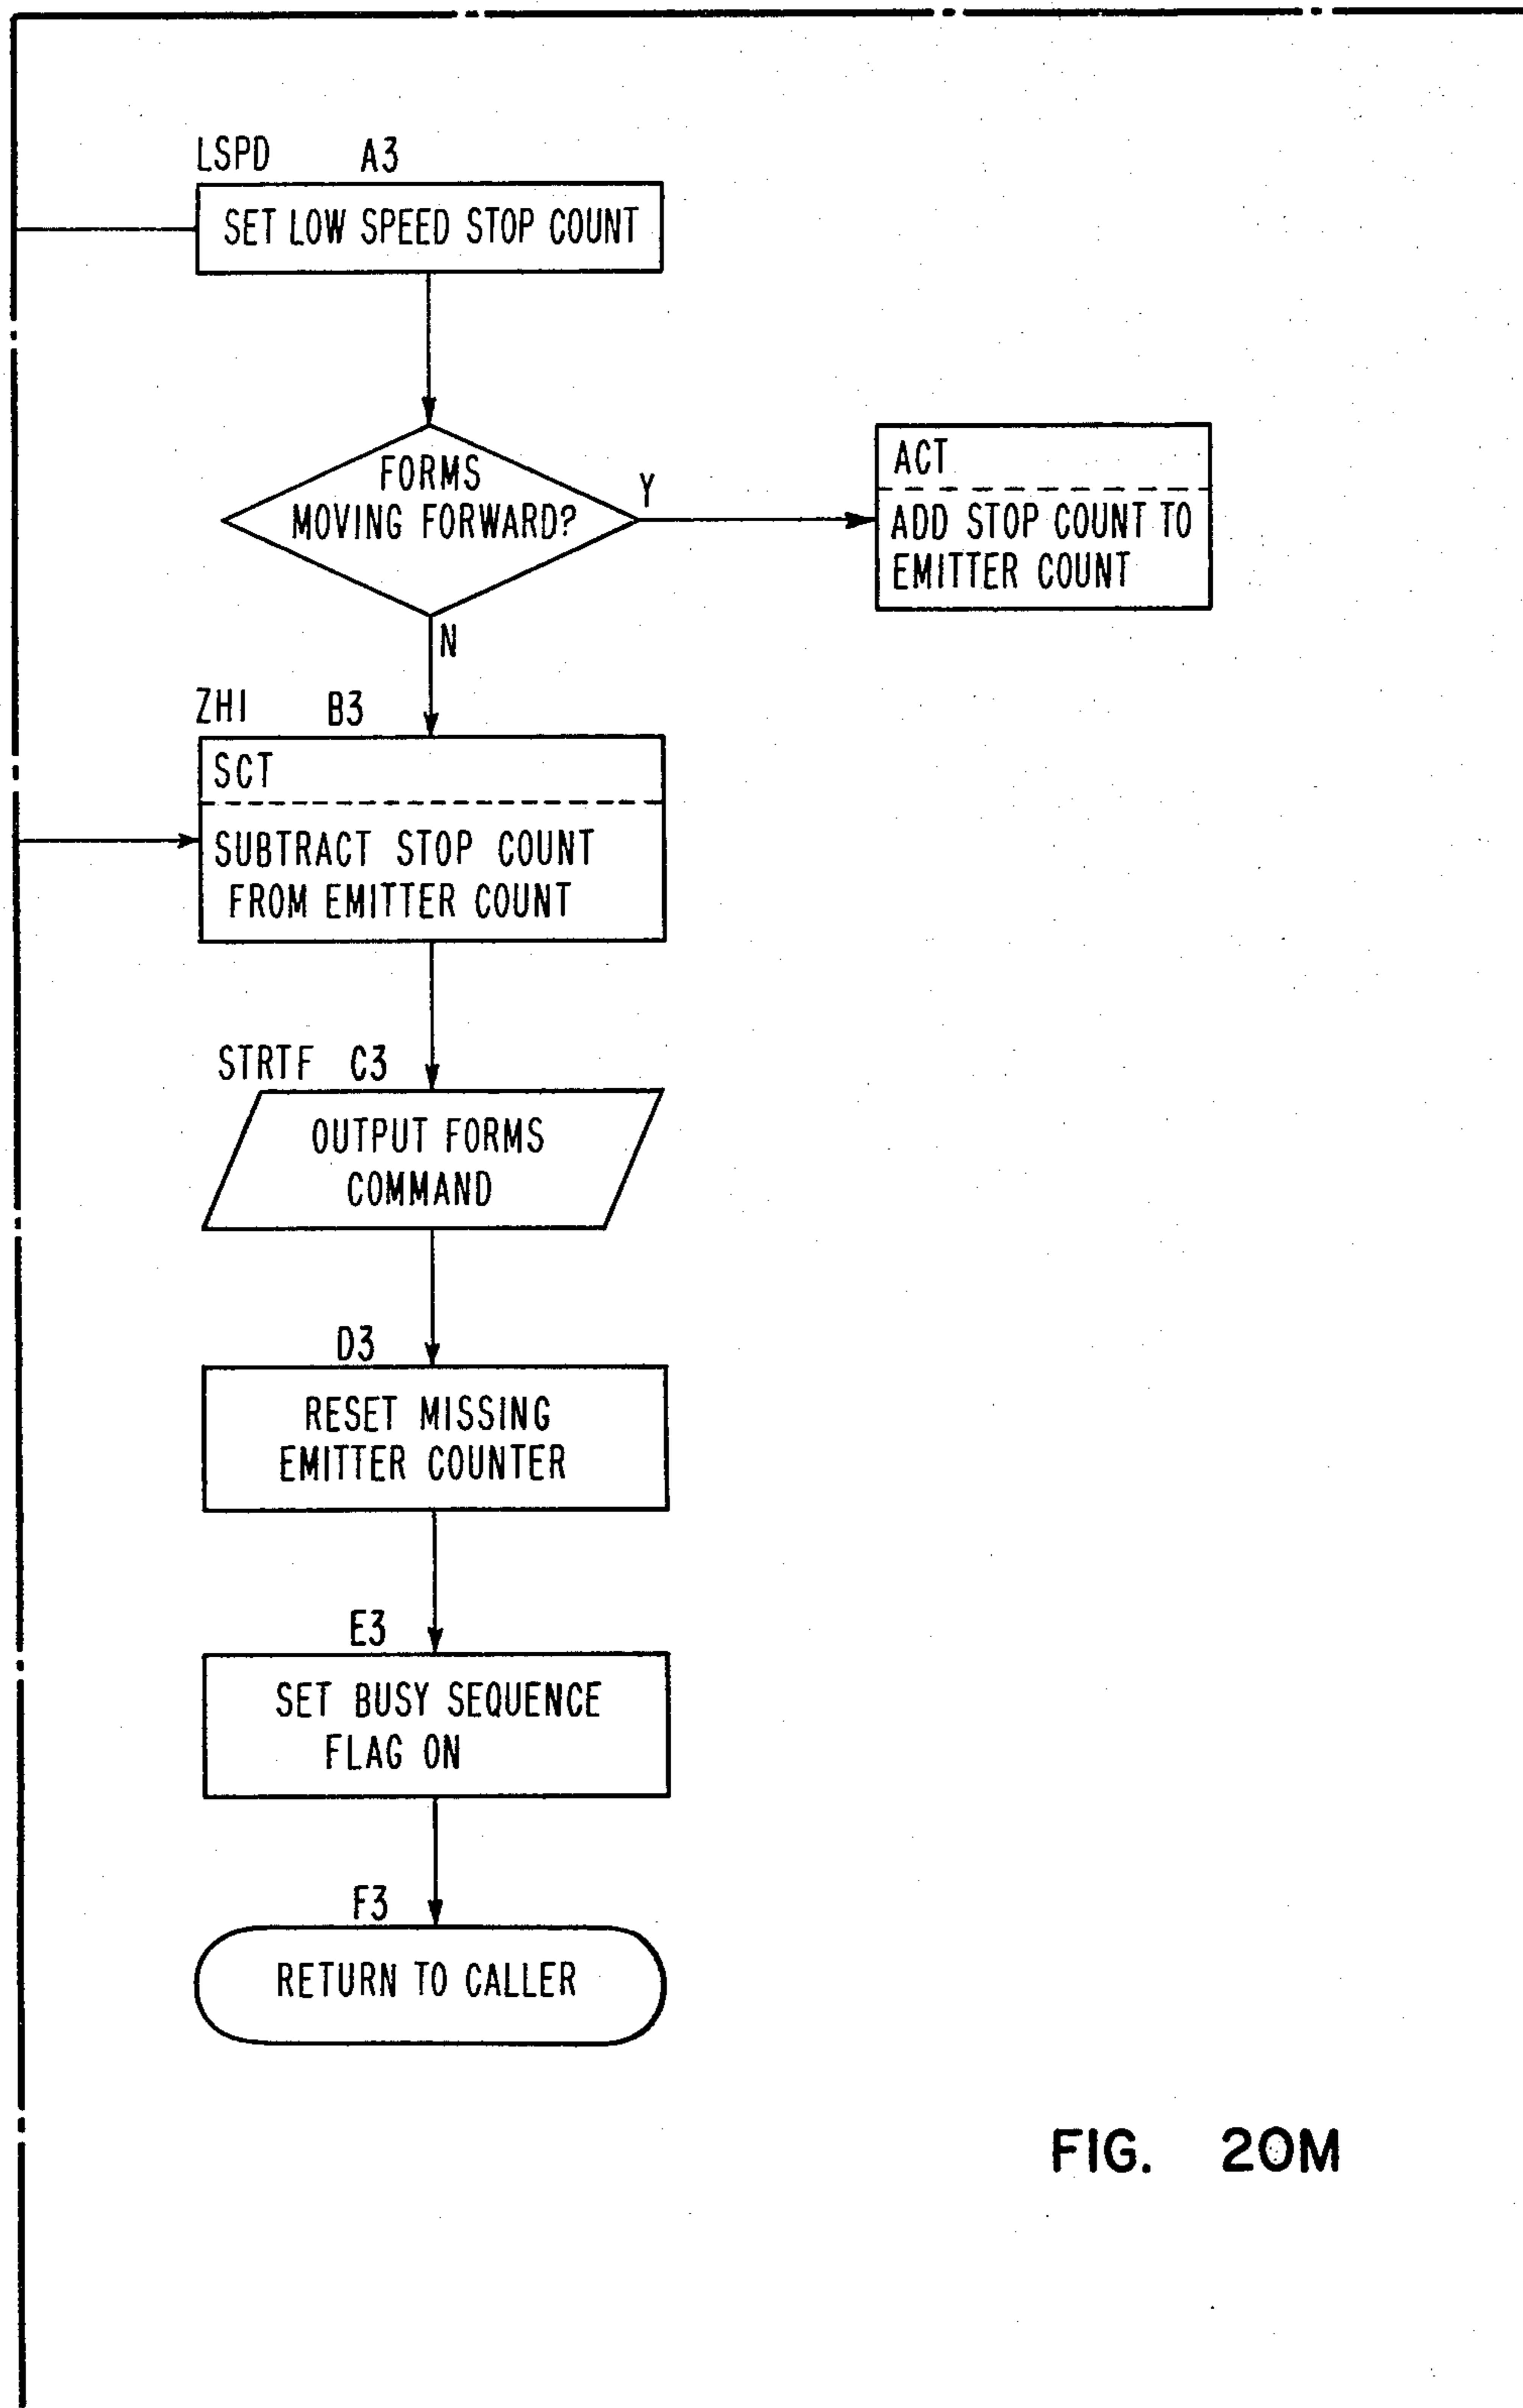 LSPD A3
SET LOW SPEED STOP COUNT
FORMS
MOVING FORWARD?
Y
ACT
ADD STOP COUNT TO
EMITTER COUNT
N
ZHI B3
SCT
SUBTRACT STOP COUNT
FROM EMITTER COUNT
STRTF C3
OUTPUT FORMS
COMMAND
D3
RESET MISSING
EMITTER COUNTER
E3
SET BUSY SEQUENCE
FLAG ON
F3
RETURN TO CALLER
FIG. 20M